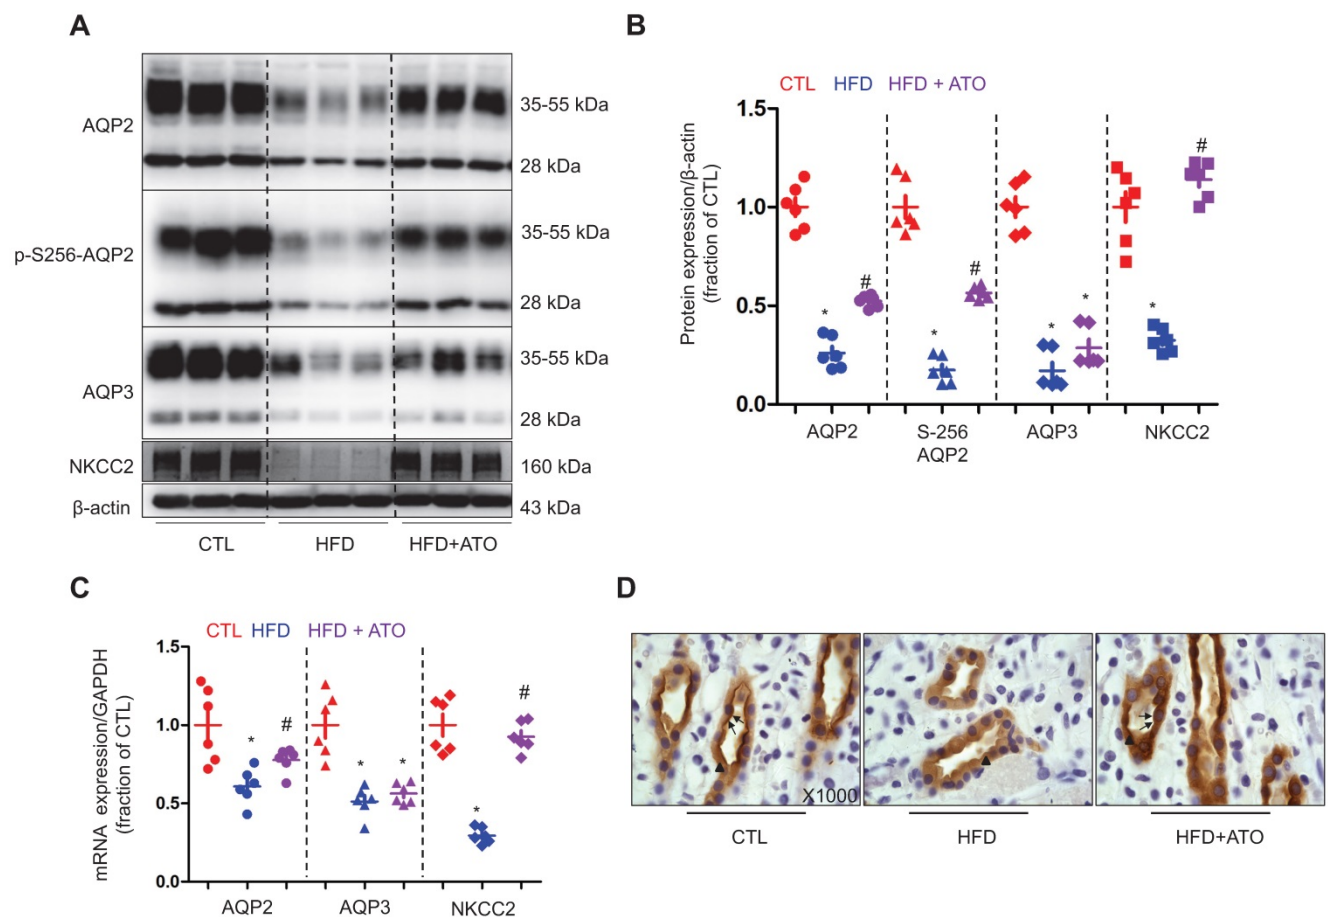 A
AQP2
35-55 kDa
28 kDa
p-S256-AQP2
35-55 kDa
28 kDa
AQP3
35-55 kDa
28 kDa
NKCC2
160 kDa
β-actin
43 kDa
CTL HFD HFD+ATO
B
CTL HFD HFD + ATO
Protein expression/β-actin
(fraction of CTL)
1.5
1.0
0.5
0.0
* # * # * * * #
AQP2 S-256 AQP3 NKCC2
AQP2
C
CTL HFD HFD + ATO
mRNA expression/GAPDH
(fraction of CTL)
1.5
1.0
0.5
0.0
* # * * * #
AQP2 AQP3 NKCC2
D
X1000
CTL HFD HFD+ATO